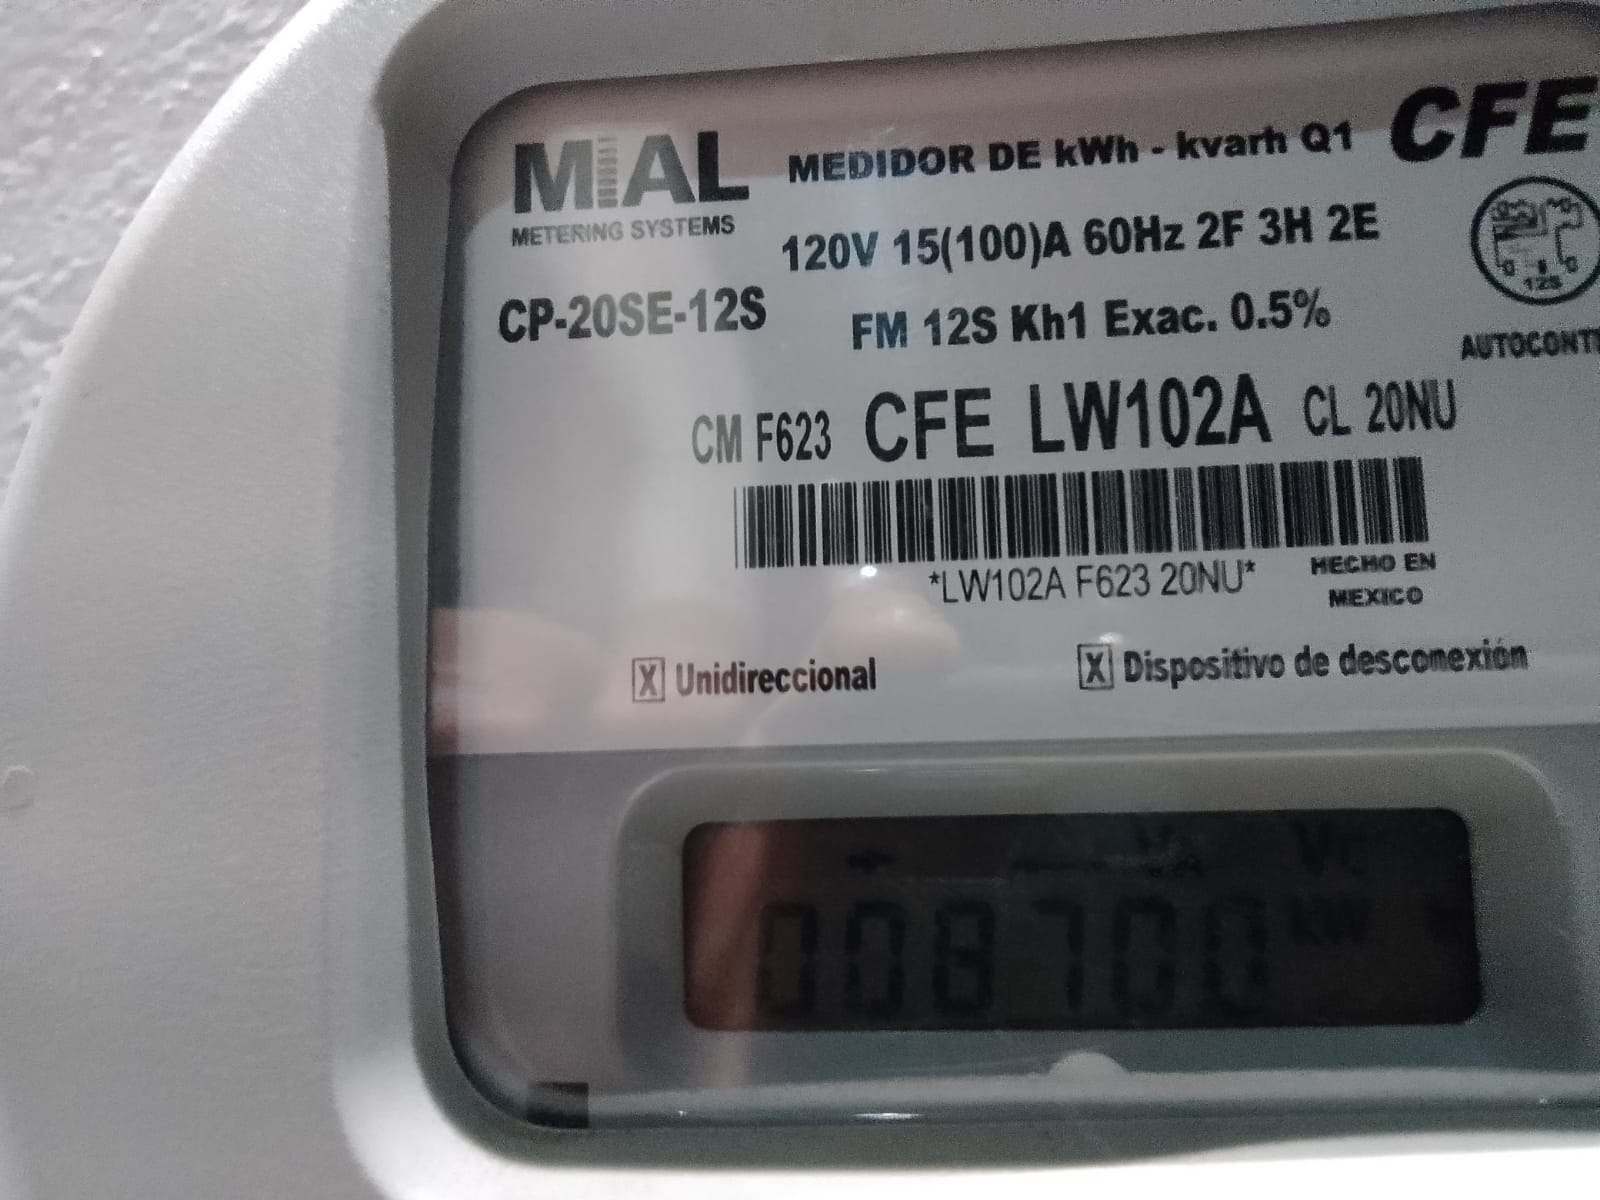 MIAL
METERING SYSTEMS
MEDIDOR DE kWh - kvarh Q1
CFE
120V 15(100)A 60Hz 2F 3H 2E
CP-20SE-12S
FM 12S Kh1 Exac. 0.5%
12S
AUTOCONT
CM F623 CFE LW102A CL 20NU
*LW102A F623 20NU*
HECHO EN
MEXICO
X Unidireccional
X Dispositivo de desconexión
008700 kW